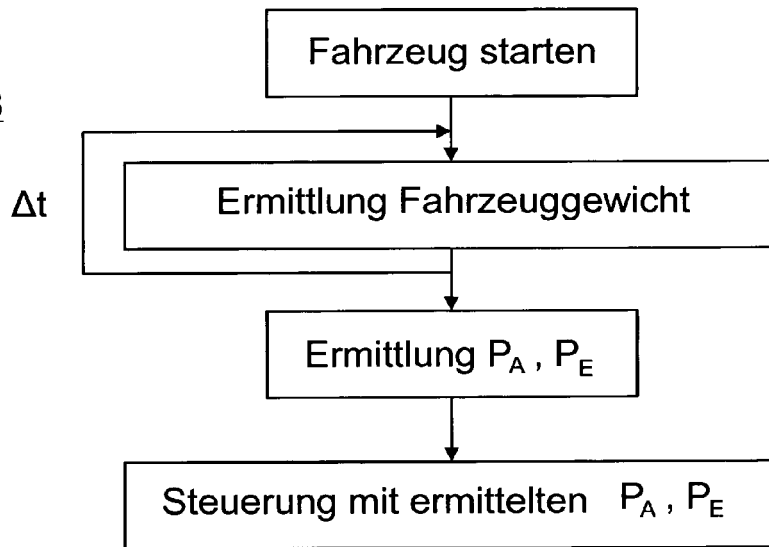 Fahrzeug starten
Δt
Ermittlung Fahrzeuggewicht
Ermittlung P_A , P_E
Steuerung mit ermittelten P_A , P_E